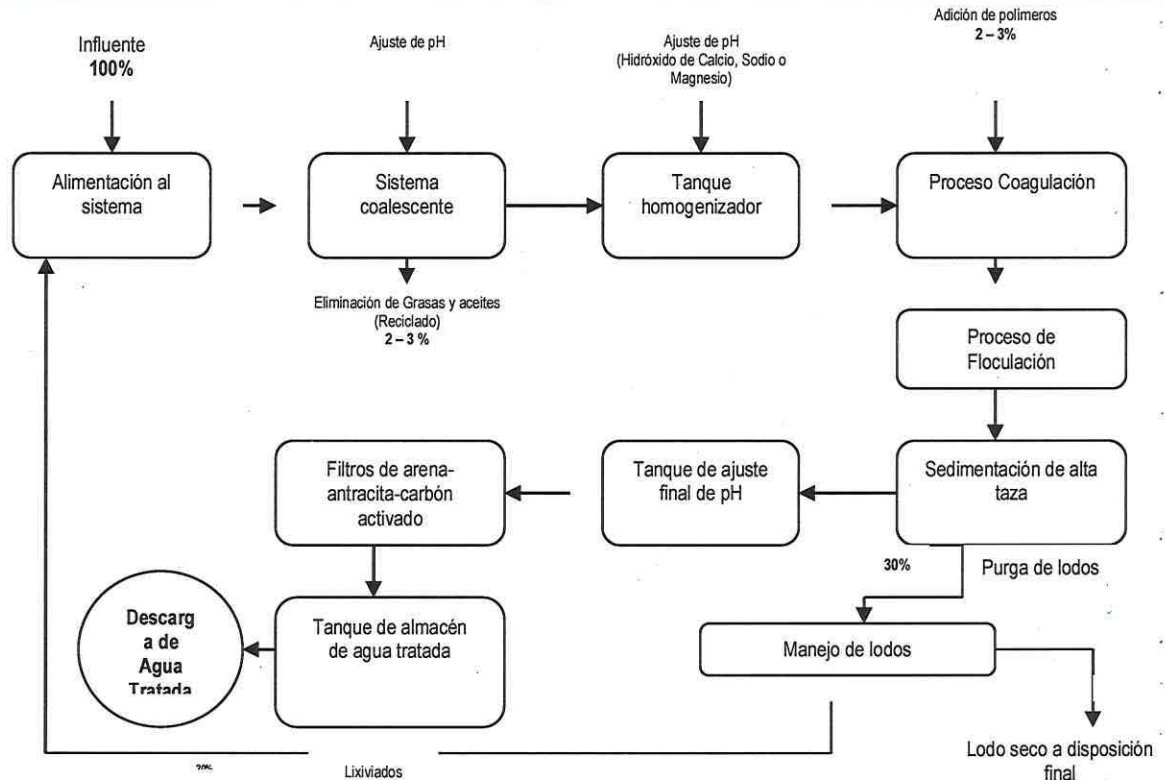 Influente
100%
Ajuste de pH
Ajuste de pH
(Hidróxido de Calcio, Sodio o
Magnesio)
Adición de polímeros
2 – 3%
Alimentación al
sistema
Sistema
coalescente
Tanque
homogenizador
Proceso Coagulación
Eliminación de Grasas y aceites
(Reciclado)
2 – 3 %
Proceso de
Floculación
Filtros de arena-
antracita-carbón
activado
Tanque de ajuste
final de pH
Sedimentación de alta
taza
30%
Purga de lodos
Descarg
a de
Agua
Tratada
Tanque de almacén
de agua tratada
Manejo de lodos
Lixiviados
Lodo seco a disposición
final